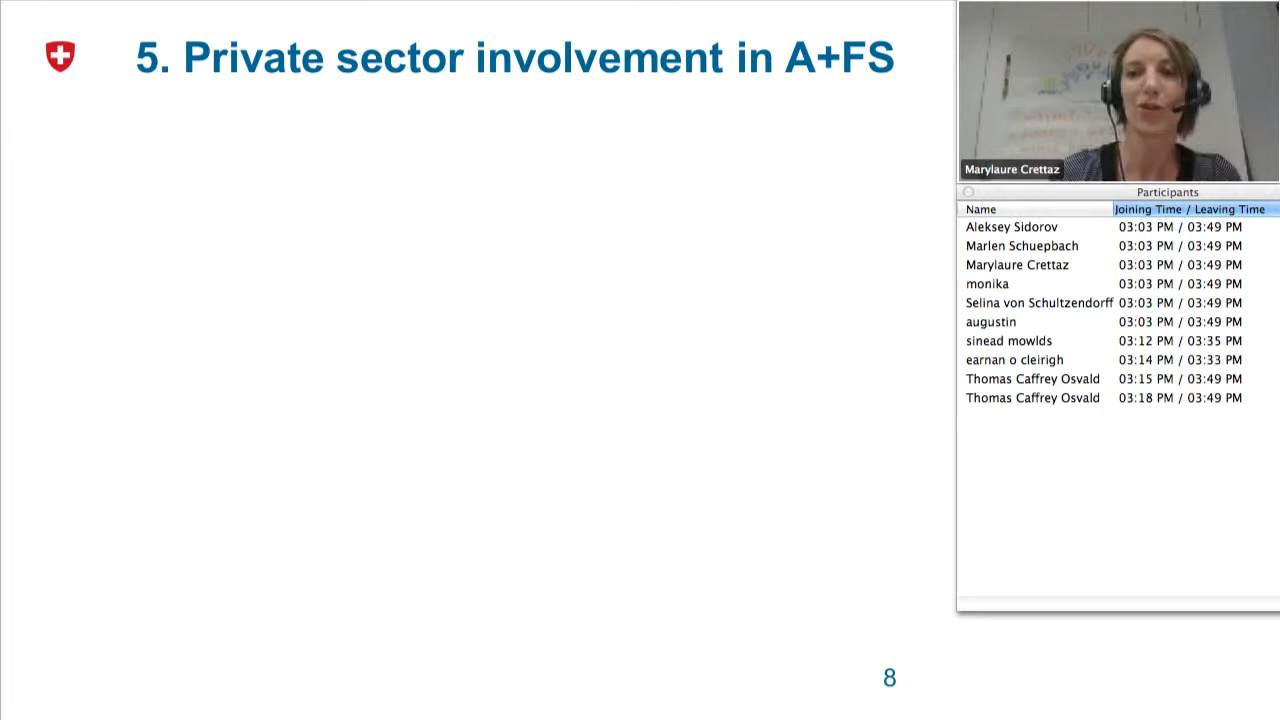 5. Private sector involvement in A+FS
8
Marylaure Crettaz
Participants
Name Joining Time / Leaving Time
Aleksey Sidorov 03:03 PM / 03:49 PM
Marlen Schuepbach 03:03 PM / 03:49 PM
Marylaure Crettaz 03:03 PM / 03:49 PM
monika 03:03 PM / 03:49 PM
Selina von Schultzendorff 03:03 PM / 03:49 PM
augustin 03:03 PM / 03:49 PM
sinead mowlds 03:12 PM / 03:35 PM
earnan o cleirigh 03:14 PM / 03:33 PM
Thomas Caffrey Osvald 03:15 PM / 03:49 PM
Thomas Caffrey Osvald 03:18 PM / 03:49 PM